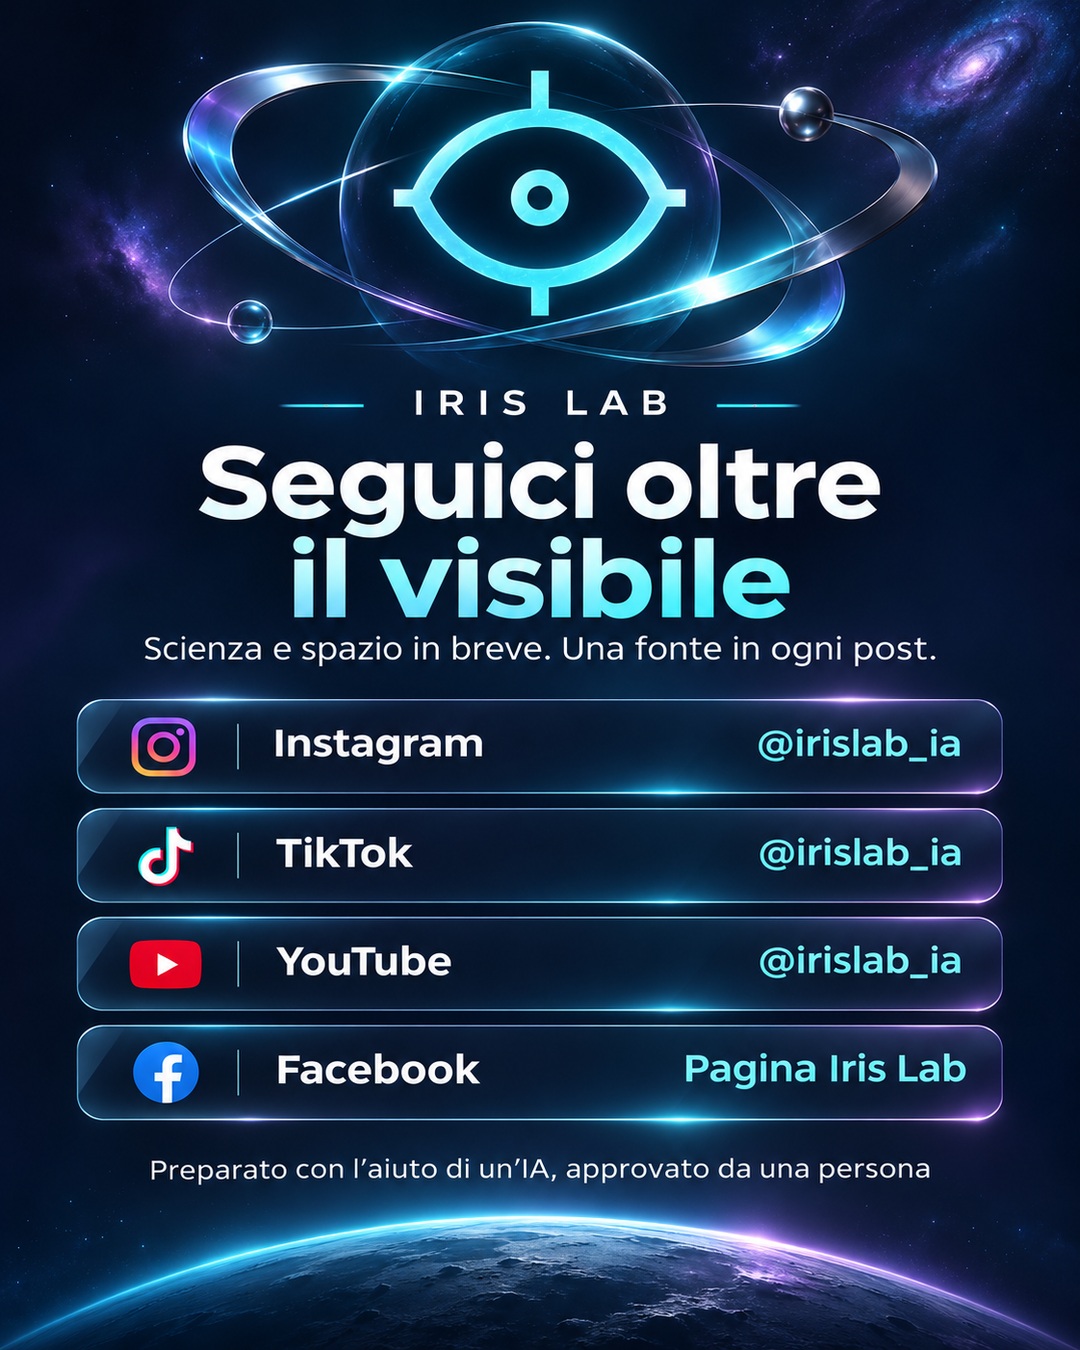 IRIS LAB
Seguici oltre
il visibile
Scienza e spazio in breve. Una fonte in ogni post.
Instagram @irislab_ia
TikTok @irislab_ia
YouTube @irislab_ia
Facebook Pagina Iris Lab
Preparato con l’aiuto di un’IA, approvato da una persona